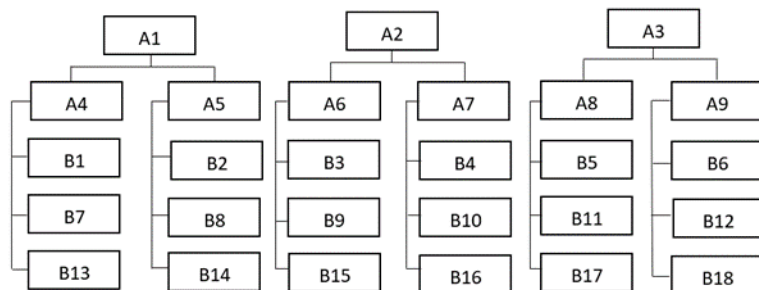 A1 A2 A3
A4 A5 A6 A7 A8 A9
B1 B2 B3 B4 B5 B6
B7 B8 B9 B10 B11 B12
B13 B14 B15 B16 B17 B18